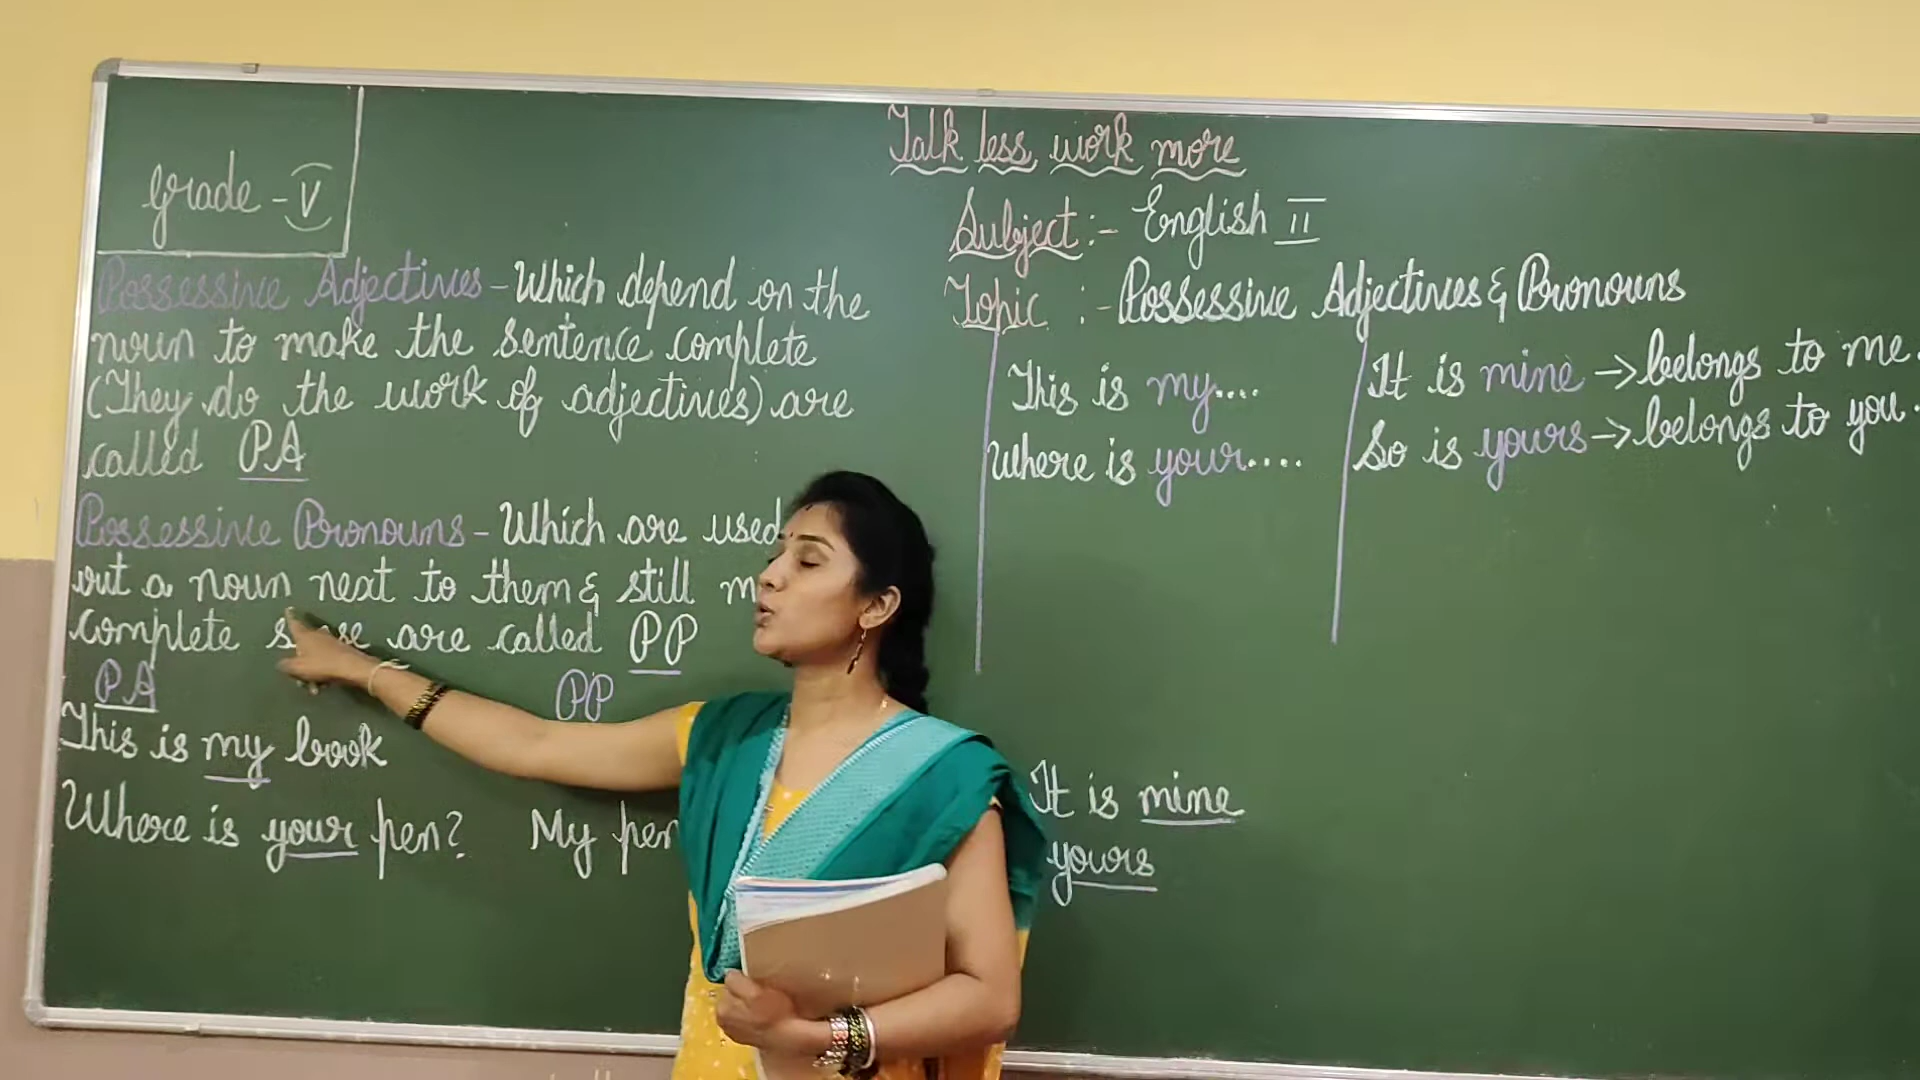 Talk less, work more
Grade - V
Subject :- English II
Topic :- Possessive Adjectives & Pronouns
Possessive Adjectives - Which depend on the
noun to make the sentence complete
(They do the work of adjectives) are
called PA
Possessive Pronouns - Which are used
out a noun next to them & still
complete are called PP
PA
PP
This is my book
Where is your pen? My pen
It is mine
yours
This is my....
Where is your....
It is mine → belongs to me.
So is yours → belongs to you.